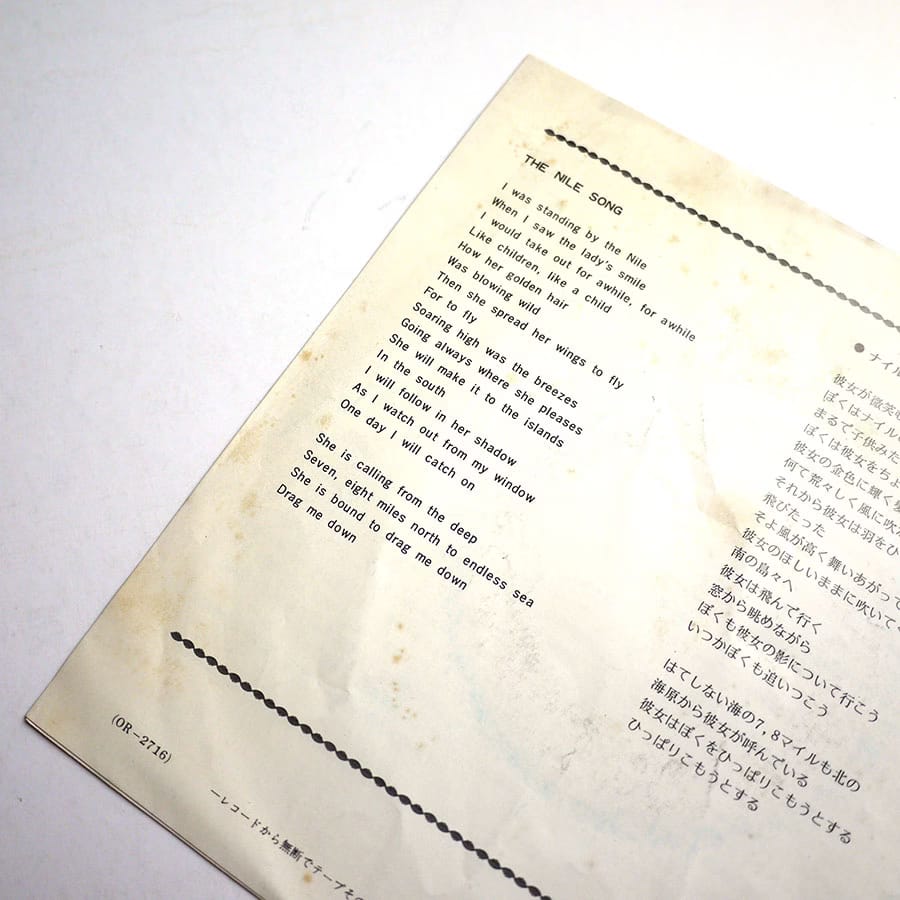 THE NILE SONG
I was standing by the Nile
When I saw the lady's smile
I would take out for awhile, for awhile
Like children, like a child
How her golden hair
Was blowing wild
Then she spread her wings to fly
For to fly
Soaring high was the breezes
Going always where she pleases
She will make it to the islands
In the south
I will follow in her shadow
As I watch out from my window
One day I will catch on
She is calling from the deep
Seven, eight miles north to endless sea
She is bound to drag me down
Drag me down
● ナイル
彼女が微笑
ぼくはナイル
まるで子供みた
ぼくは彼女をちょ
彼女の金色に輝く
何て荒々しく風に吹
それから彼女は羽をひ
飛びたった
そよ風が高く舞いあがって
彼女のほしいままに吹いて
南の島々へ
彼女は飛んで行く
窓から眺めながら
ぼくも彼女の影について行こう
いつかぼくも追いつこう
はてしない海の7,8マイルも北の
海原から彼女が呼んでいる
彼女はぼくをひっぱりこもうとする
ひっぱりこもうとする
(OR-2716)
—レコードから無断でテープその